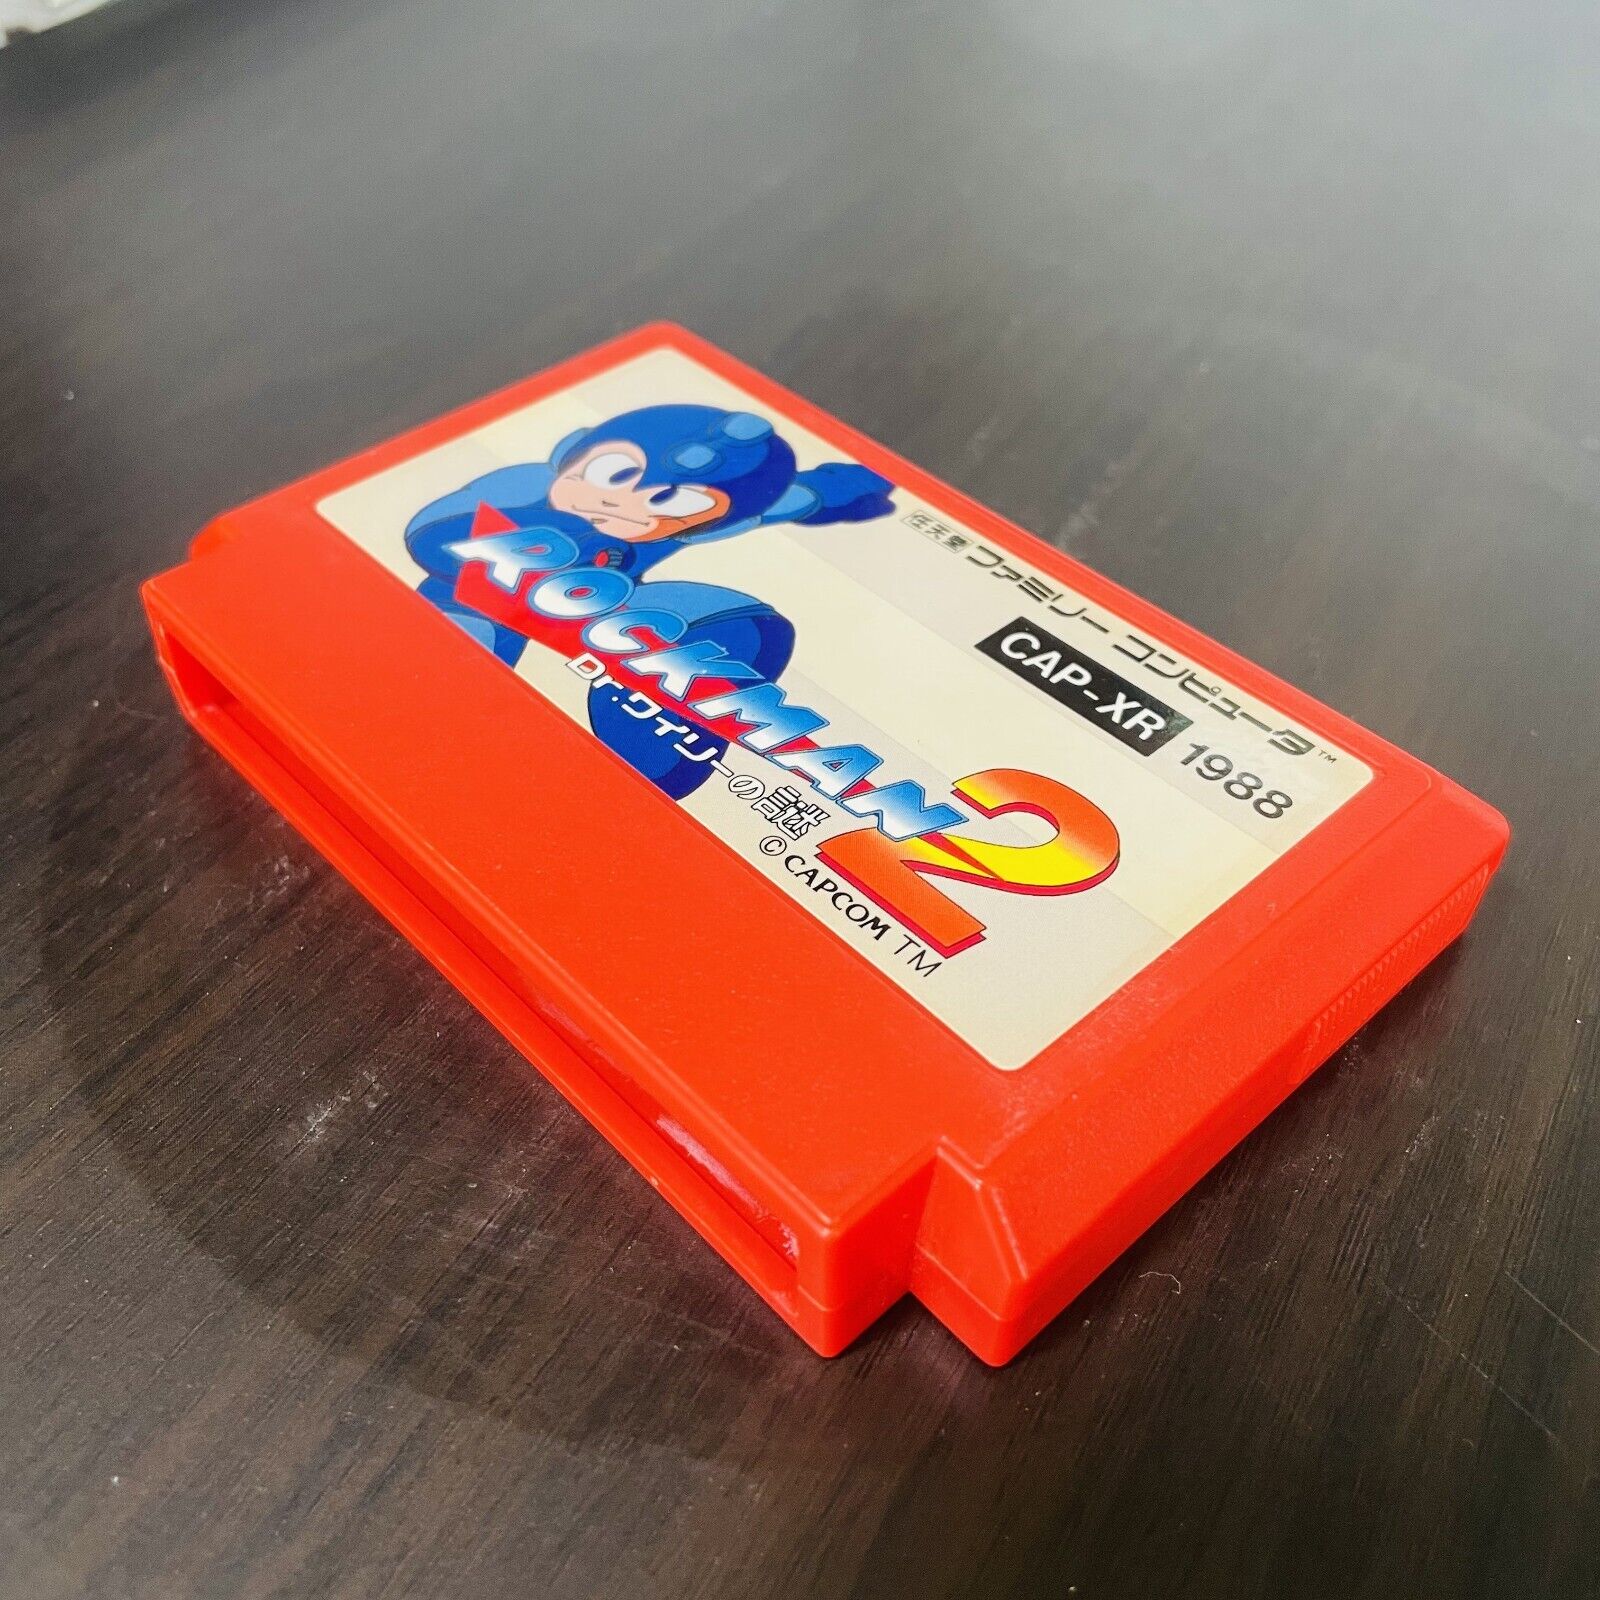 任天堂 ファミリー コンピュータ™
CAP-XR 1988
ROCKMAN 2
Dr.ワイリーの謎
© CAPCOM TM